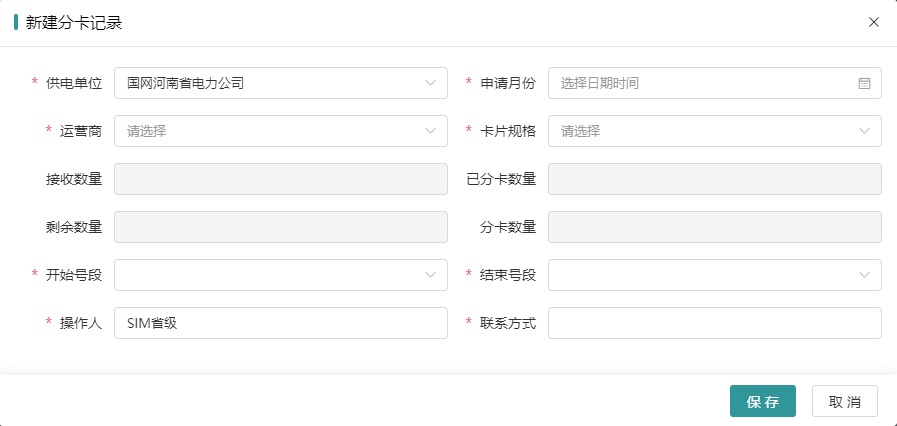 新建分卡记录
* 供电单位 国网河南省电力公司 * 申请月份 选择日期时间
* 运营商 请选择 * 卡片规格 请选择
接收数量 已分卡数量
剩余数量 分卡数量
* 开始号段 * 结束号段
* 操作人 SIM省级 * 联系方式
保存 取消